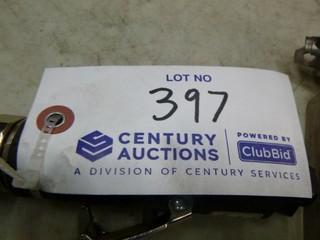 LOT NO
397
CENTURY AUCTIONS
POWERED BY
ClubBid
A DIVISION OF CENTURY SERVICES